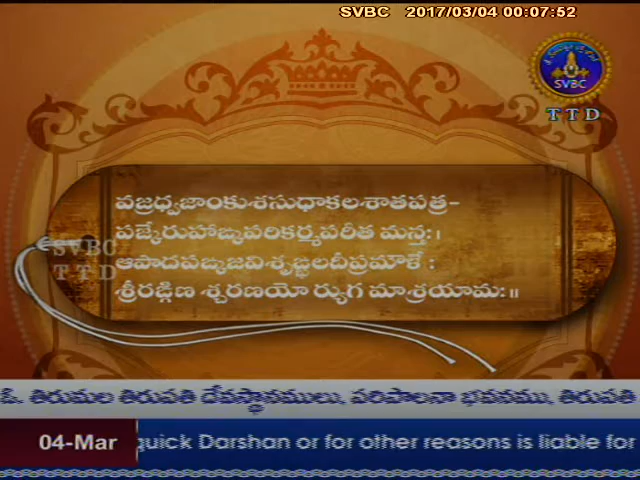 SVBC 2017/03/04 00:07:52
SVBC
TTD
వజ్రధ్వజాంకుశసుధాకలశాతపత్ర-
పఙ్కేరుహాఙ్కపరికర్మపరీత మన్తః।
ఆపాదపఙ్కజవిశృఙ్ఖలదీప్రమౌళే :
శ్రీరఙ్గిణ శ్చరణయో ర్యుగ మాశ్రయామః॥
SVBC
TTD
ఓ. తిరుమల తిరుపతి దేవస్థానములు, పరిపాలనా భవనము, తిరుపతి
04-Mar quick Darshan or for other reasons is liable for